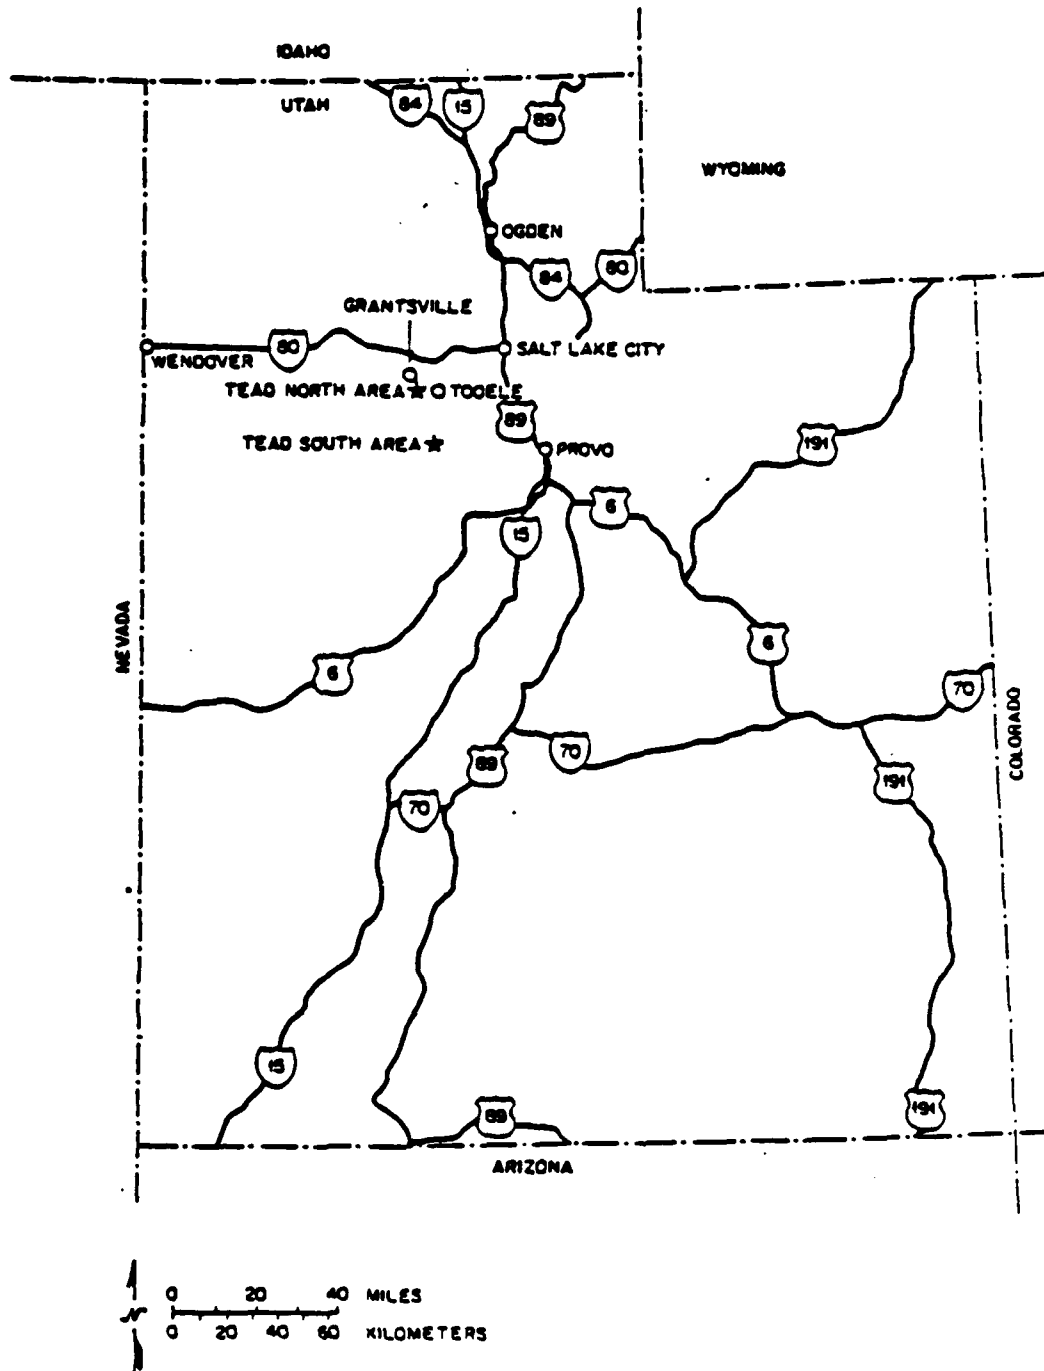 IDAHO
UTAH
84
15
89
WYOMING
OGDEN
84
80
GRANTSVILLE
80
SALT LAKE CITY
WENDOVER
TEAD NORTH AREA TOOELE
89
191
TEAD SOUTH AREA
PROVO
6
15
NEVADA
6
6
70
COLORADO
89
70
191
70
15
89
191
ARIZONA
N
0 20 40 MILES
0 20 40 60 KILOMETERS